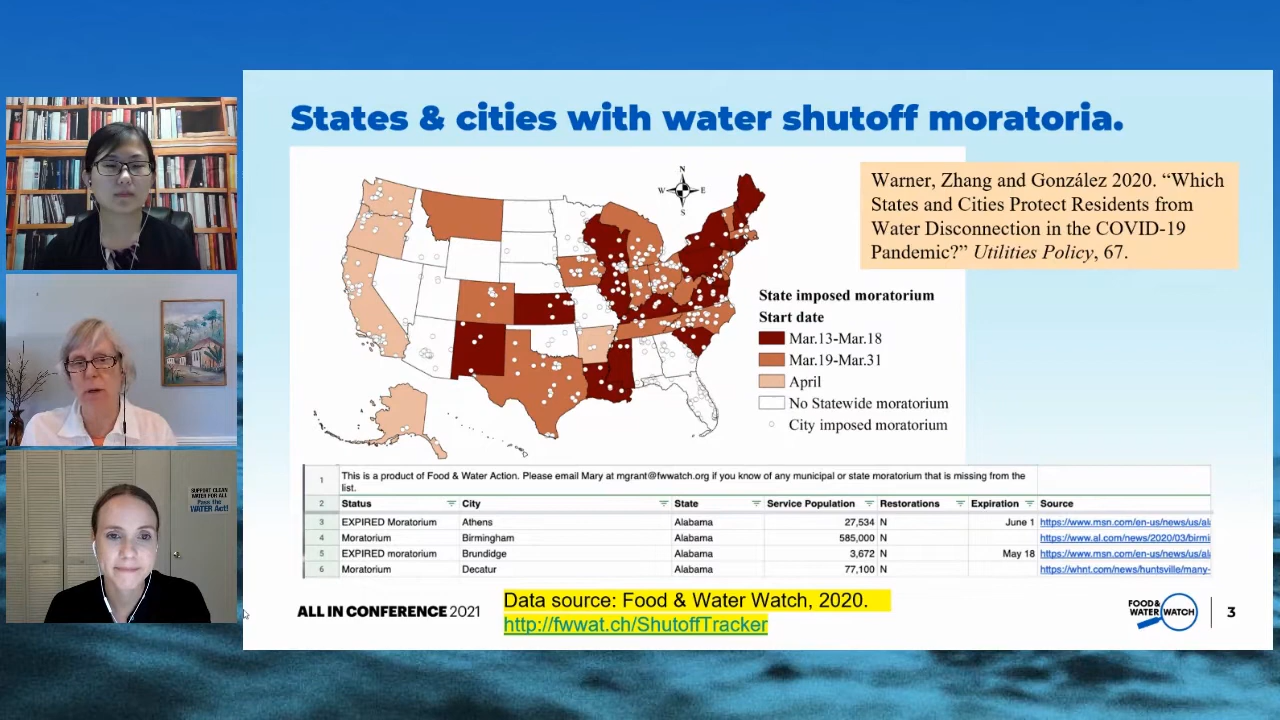 States & cities with water shutoff moratoria.
N
W E
S
Warner, Zhang and González 2020. “Which
States and Cities Protect Residents from
Water Disconnection in the COVID-19
Pandemic?” Utilities Policy, 67.
State imposed moratorium
Start date
Mar.13-Mar.18
Mar.19-Mar.31
April
No Statewide moratorium
City imposed moratorium
1 This is a product of Food & Water Action. Please email Mary at mgrant@fwwatch.org if you know of any municipal or state moratorium that is missing from the
list.
2 Status City State Service Population Restorations Expiration Source
3 EXPIRED Moratorium Athens Alabama 27,534 N June 1 https://www.msn.com/en-us/news/us/al
4 Moratorium Birmingham Alabama 585,000 N https://www.al.com/news/2020/03/birmi
5 EXPIRED moratorium Brundidge Alabama 3,672 N May 18 https://www.msn.com/en-us/news/us/al
6 Moratorium Decatur Alabama 77,100 N https://whnt.com/news/huntsville/many-
SUPPORT CLEAN
WATER FOR ALL
Pass the
WATER Act!
ALL IN CONFERENCE 2021
Data source: Food & Water Watch, 2020.
http://fwwat.ch/ShutoffTracker
FOOD &
WATER WATCH
3